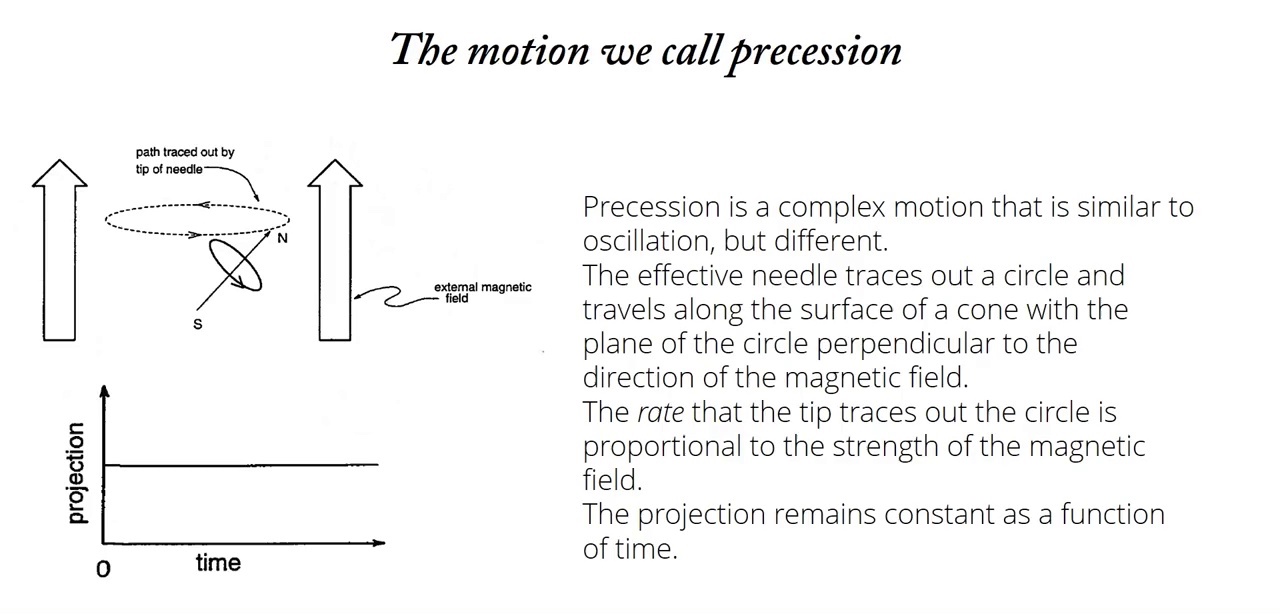 The motion we call precession
path traced out by
tip of needle
N
S
external magnetic
field
projection
0
time
Precession is a complex motion that is similar to
oscillation, but different.
The effective needle traces out a circle and
travels along the surface of a cone with the
plane of the circle perpendicular to the
direction of the magnetic field.
The rate that the tip traces out the circle is
proportional to the strength of the magnetic
field.
The projection remains constant as a function
of time.